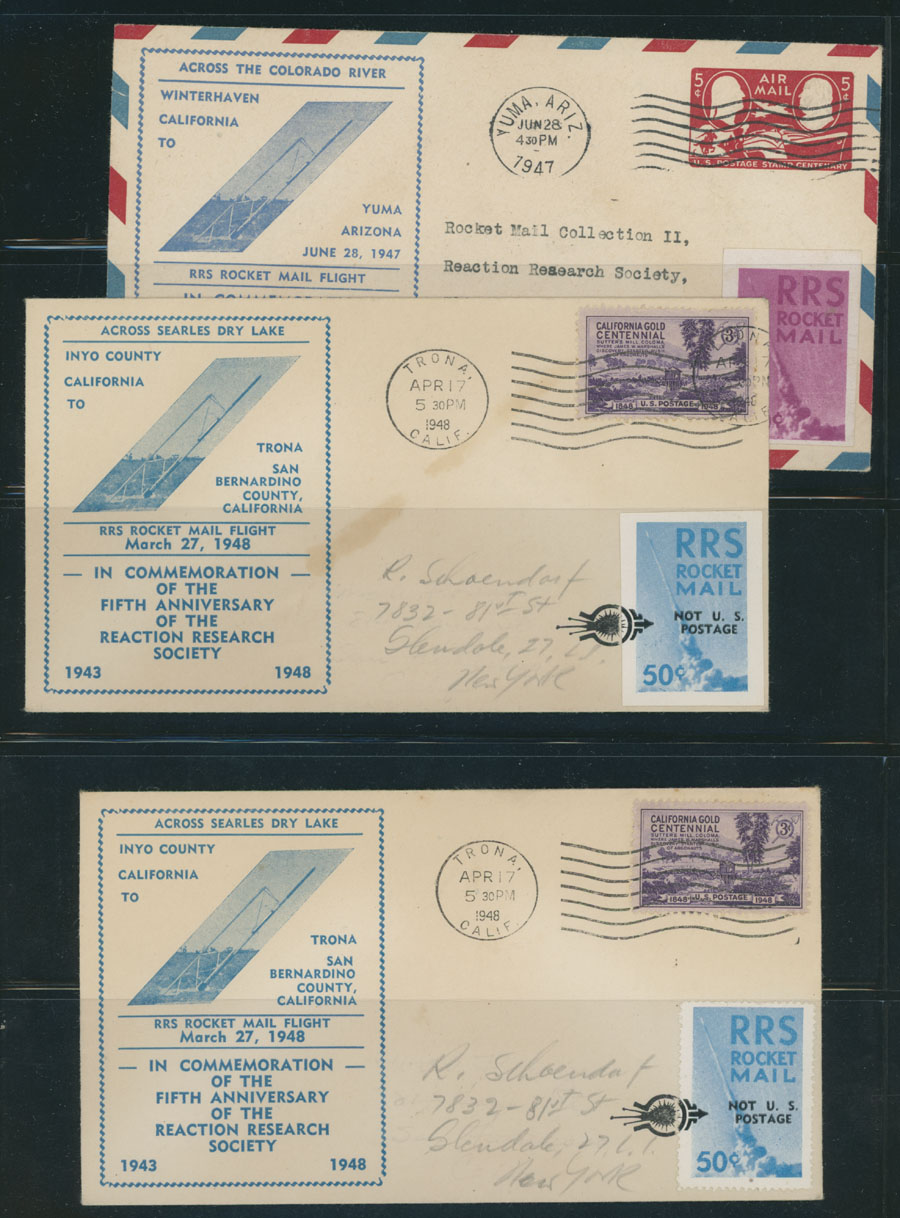 ACROSS THE COLORADO RIVER
WINTERHAVEN
CALIFORNIA
TO
YUMA
ARIZONA
JUNE 28, 1947
RRS ROCKET MAIL FLIGHT
YUMA, ARIZ.
JUN 28
4 30 PM
1947
5¢ AIR MAIL 5¢
U.S. POSTAGE STAMP CENTENARY
Rocket Mail Collection II,
Reaction Research Society,
RRS
ROCKET
MAIL
ACROSS SEARLES DRY LAKE
INYO COUNTY
CALIFORNIA
TO
TRONA
SAN
BERNARDINO
COUNTY,
CALIFORNIA
RRS ROCKET MAIL FLIGHT
March 27, 1948
— IN COMMEMORATION —
OF THE
FIFTH ANNIVERSARY
OF THE
REACTION RESEARCH
SOCIETY
1943 1948
TRONA,
APR 17
5 30 PM
1948
CALIF.
CALIFORNIA GOLD
CENTENNIAL
SUTTER'S MILL, COLOMA
3¢
1848 U.S. POSTAGE 1948
R. Schoendorf
7832-81st St
Glendale, 27, L.I.
New York
RRS
ROCKET
MAIL
NOT U. S.
POSTAGE
50¢
ACROSS SEARLES DRY LAKE
INYO COUNTY
CALIFORNIA
TO
TRONA
SAN
BERNARDINO
COUNTY,
CALIFORNIA
RRS ROCKET MAIL FLIGHT
March 27, 1948
— IN COMMEMORATION —
OF THE
FIFTH ANNIVERSARY
OF THE
REACTION RESEARCH
SOCIETY
1943 1948
TRONA,
APR 17
5 30 PM
1948
CALIF.
CALIFORNIA GOLD
CENTENNIAL
SUTTER'S MILL, COLOMA
3¢
1848 U.S. POSTAGE 1948
R. Schoendorf
7832-81st St
Glendale, 27, L.I.
New York
RRS
ROCKET
MAIL
NOT U. S.
POSTAGE
50¢